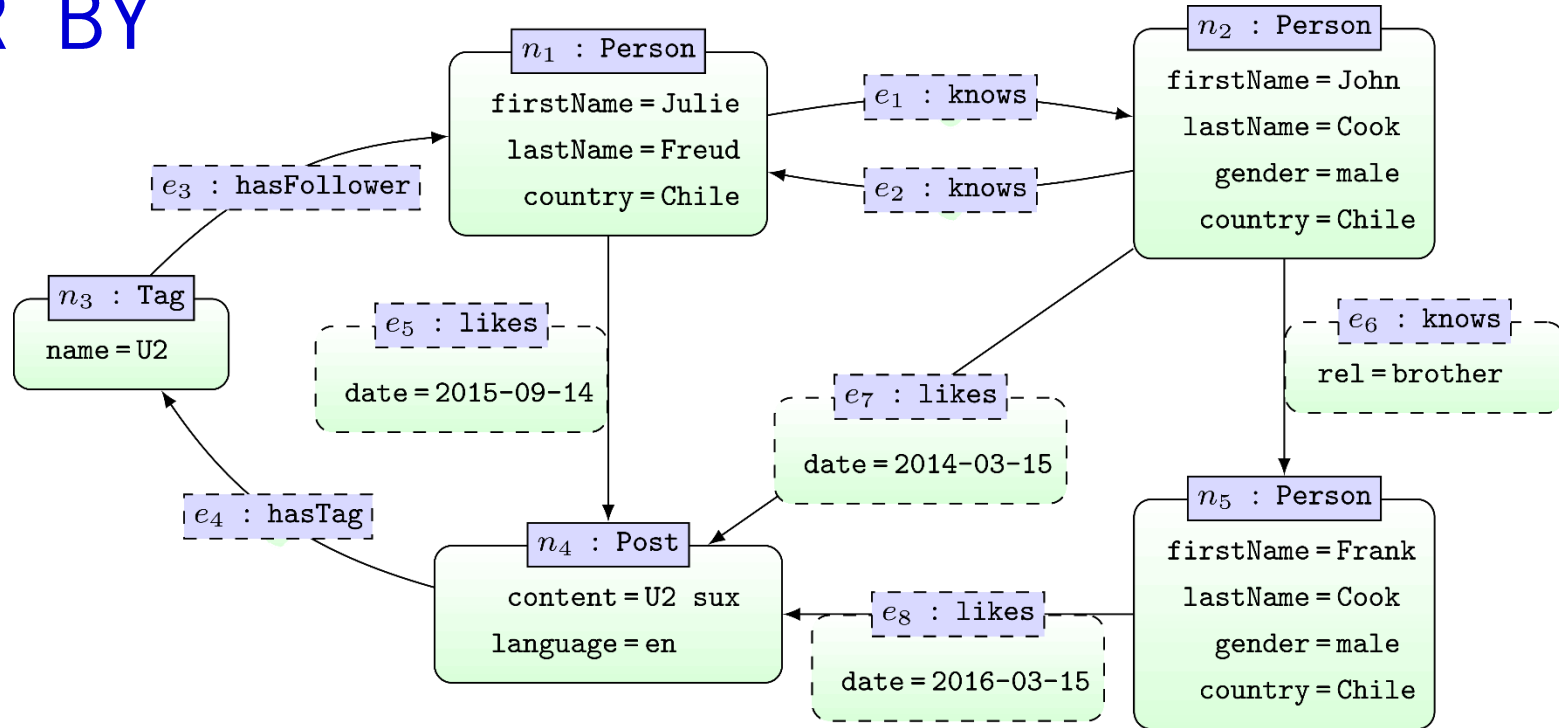 R BY
n₁ : Person
firstName = Julie
lastName = Freud
country = Chile
e₁ : knows
e₂ : knows
n₂ : Person
firstName = John
lastName = Cook
gender = male
country = Chile
e₃ : hasFollower
n₃ : Tag
name = U2
e₅ : likes
date = 2015-09-14
e₆ : knows
rel = brother
e₇ : likes
date = 2014-03-15
e₄ : hasTag
n₄ : Post
content = U2 sux
language = en
e₈ : likes
date = 2016-03-15
n₅ : Person
firstName = Frank
lastName = Cook
gender = male
country = Chile